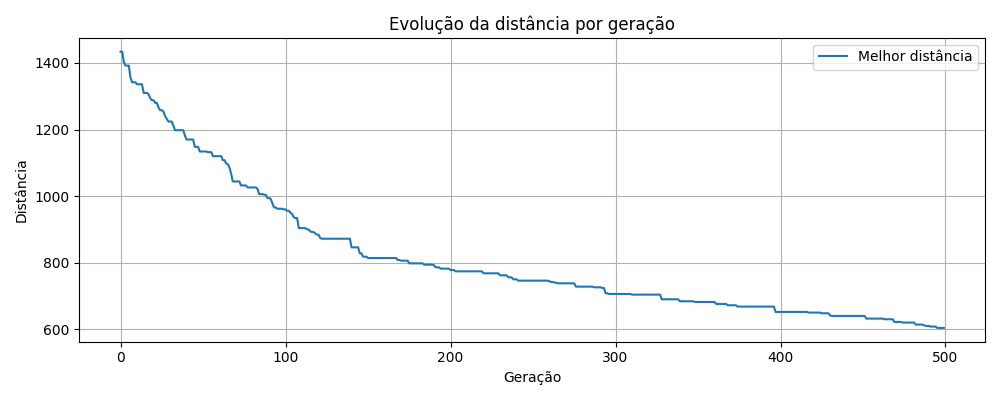 Evolução da distância por geração
Melhor distância
Distância
1400
1200
1000
800
600
0 100 200 300 400 500
Geração